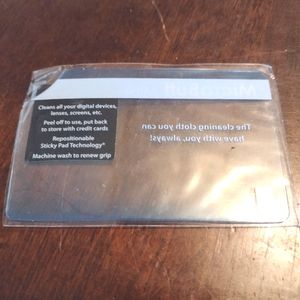 MicroSoft
Cleans all your digital devices,
lenses, screens, etc.
Peel off to use, put back
to store with credit cards
Repositionable
Sticky Pad Technology®
Machine wash to renew grip
The cleaning cloth you can
have with you, always!